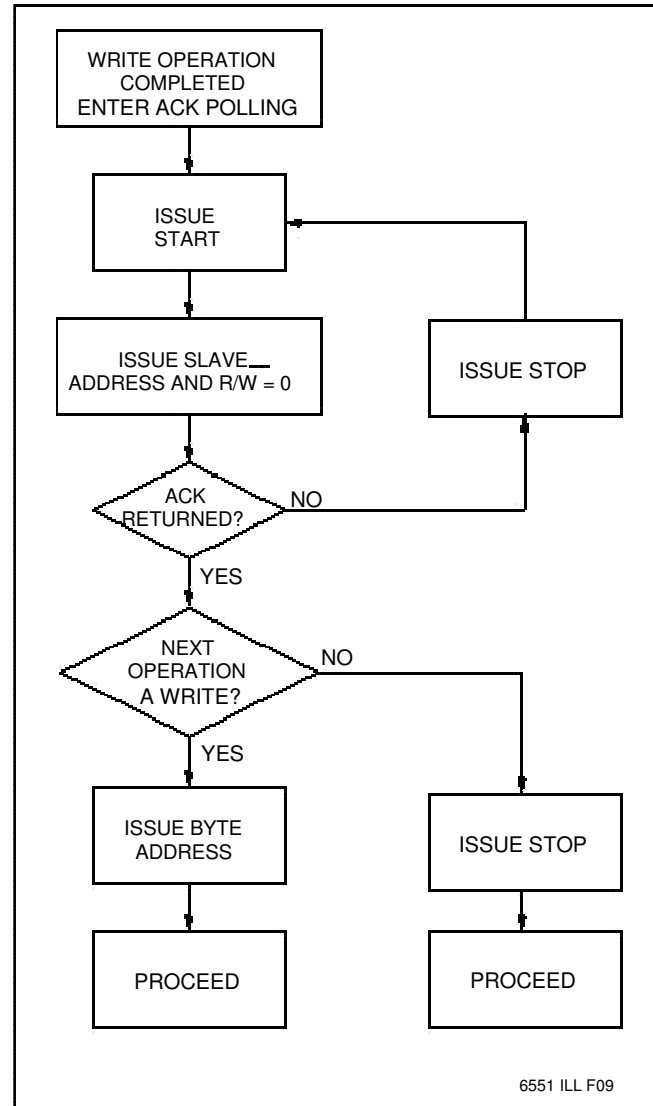 WRITE OPERATION
COMPLETED
ENTER ACK POLLING
ISSUE
START
ISSUE SLAVE
ADDRESS AND R/W = 0
ISSUE STOP
ACK
RETURNED?
NO
YES
NEXT
OPERATION
A WRITE?
NO
YES
ISSUE BYTE
ADDRESS
ISSUE STOP
PROCEED
PROCEED
6551 ILL F09